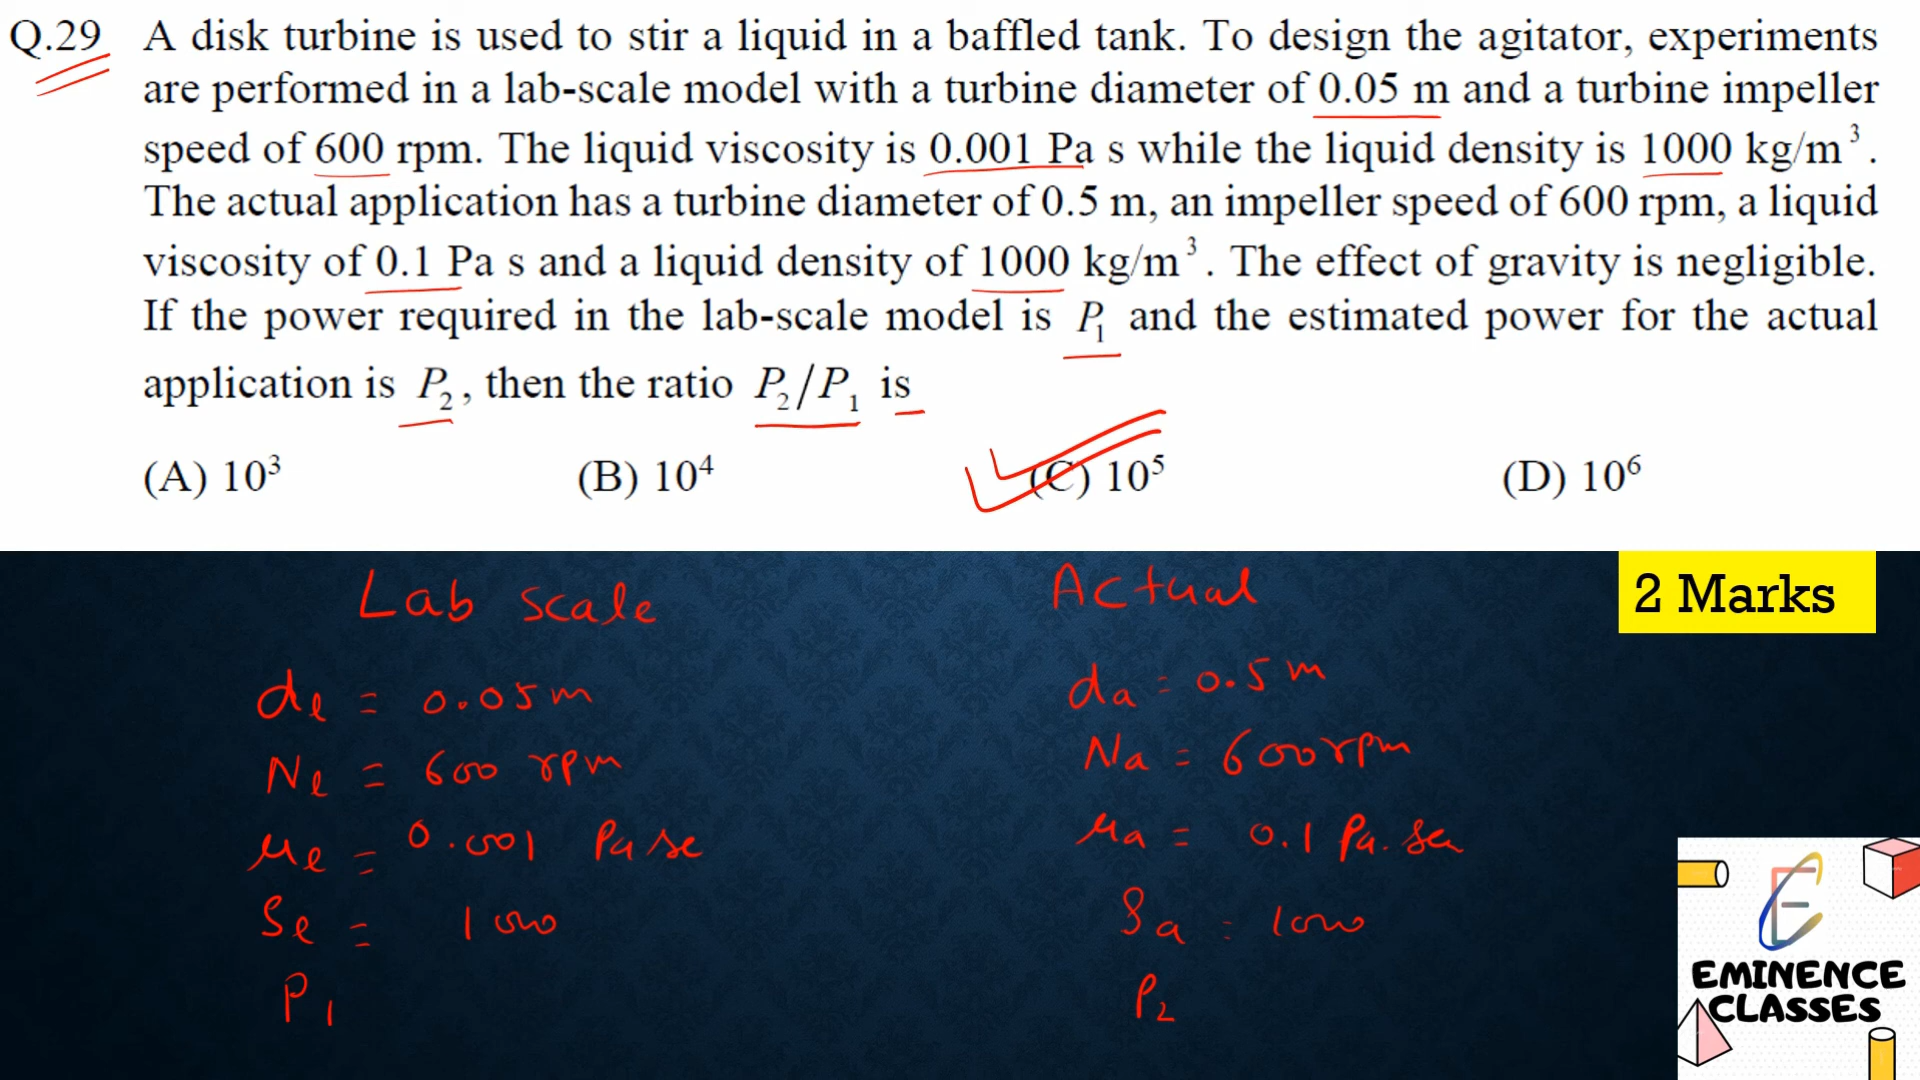 Q.29 A disk turbine is used to stir a liquid in a baffled tank. To design the agitator, experiments
are performed in a lab-scale model with a turbine diameter of 0.05 m and a turbine impeller
speed of 600 rpm. The liquid viscosity is 0.001 Pa s while the liquid density is 1000 kg/m³.
The actual application has a turbine diameter of 0.5 m, an impeller speed of 600 rpm, a liquid
viscosity of 0.1 Pa s and a liquid density of 1000 kg/m³. The effect of gravity is negligible.
If the power required in the lab-scale model is P₁ and the estimated power for the actual
application is P₂, then the ratio P₂/P₁ is
(A) 10³ (B) 10⁴ (C) 10⁵ (D) 10⁶
2 Marks
Lab scale Actual
dₗ = 0.05 m dₐ = 0.5 m
Nₗ = 600 rpm Nₐ = 600 rpm
μₗ = 0.001 Pa sec μₐ = 0.1 Pa.sec
ρₗ = 1000 ρₐ = 1000
P₁ P₂
E
EMINENCE
CLASSES